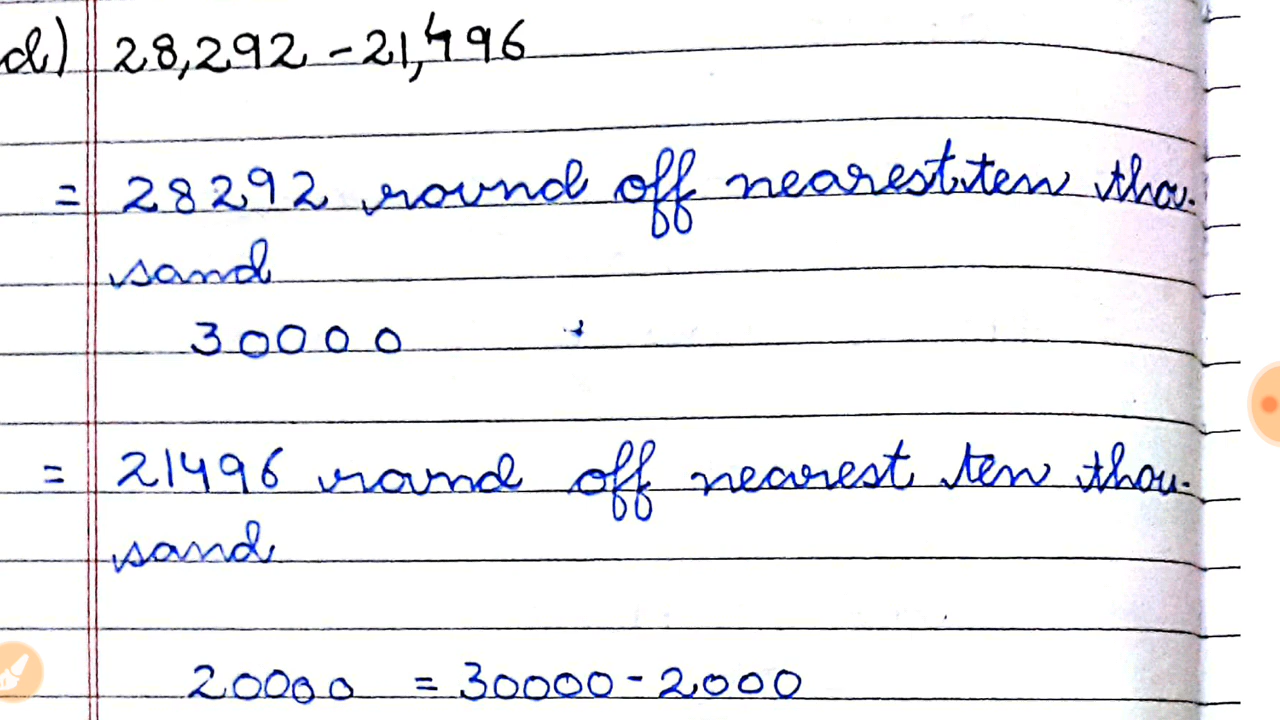 d) 28,292 - 21,496
= 28292 round off nearest ten thou-
sand
30000
= 21496 round off nearest ten thou-
sand
20000 = 30000 - 2000